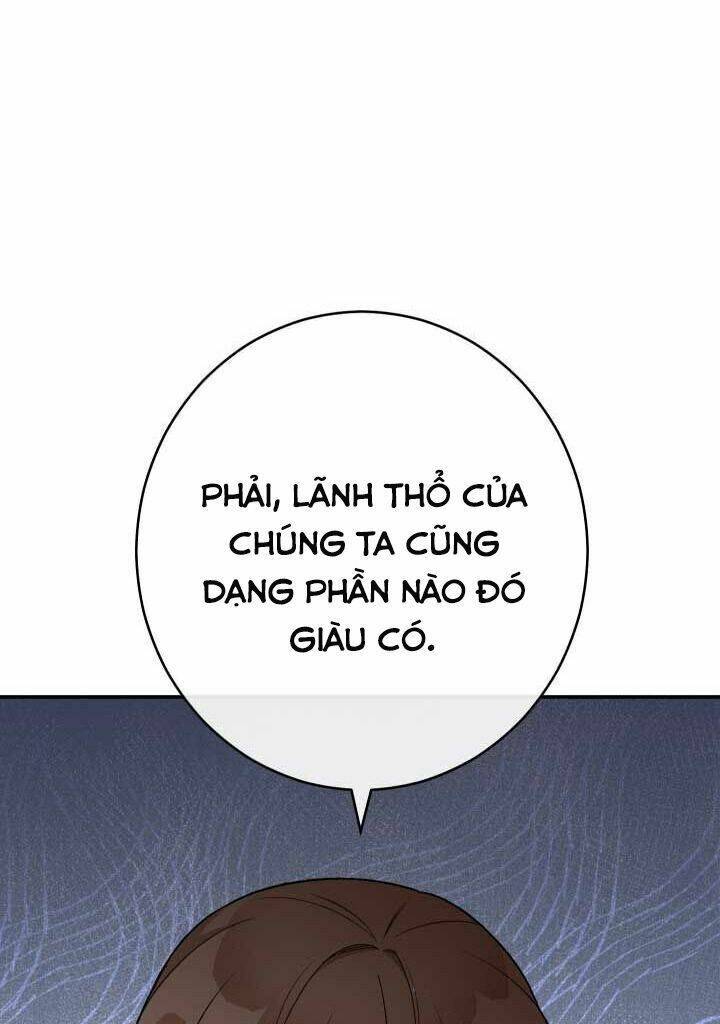 PHẢI, LÃNH THỔ CỦA
CHÚNG TA CŨNG
DẠNG PHẦN NÀO ĐÓ
GIÀU CÓ.